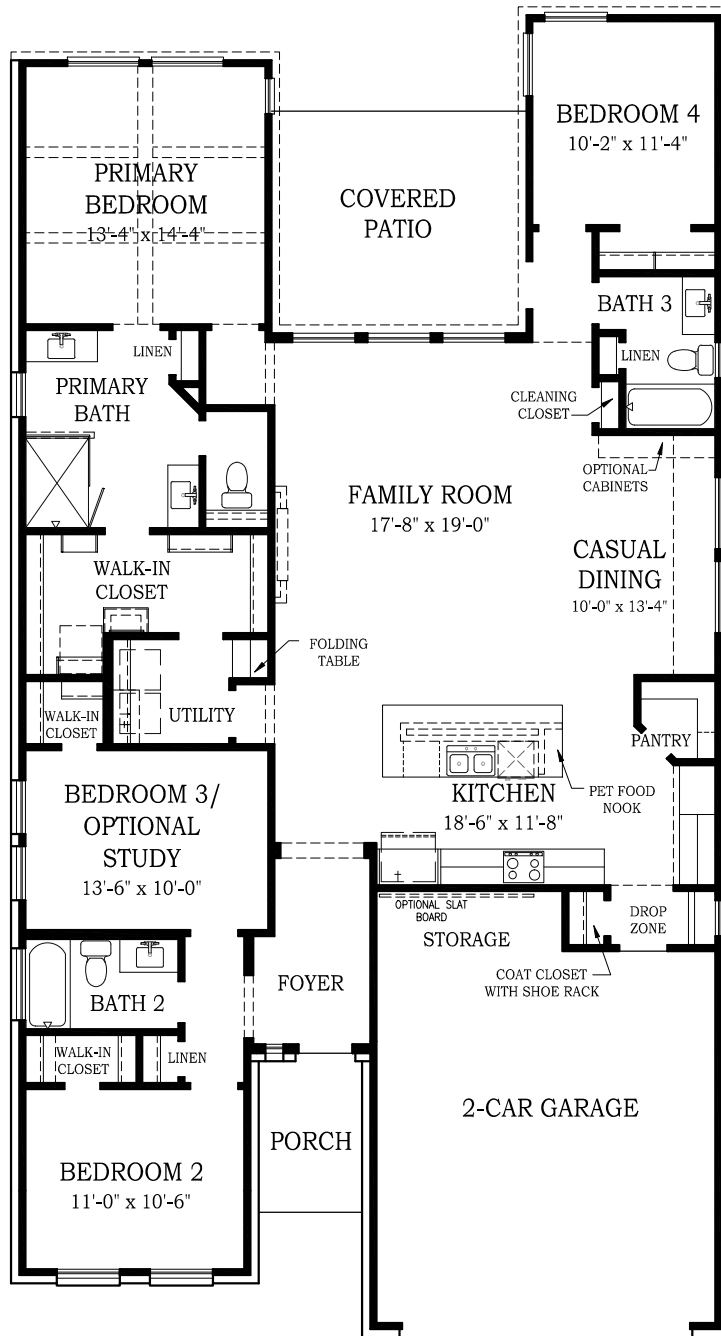 BEDROOM 4
10'-2" x 11'-4"
PRIMARY
BEDROOM
13'-4" x 14'-4"
COVERED
PATIO
BATH 3
LINEN
LINEN
PRIMARY
BATH
CLEANING
CLOSET
OPTIONAL
CABINETS
FAMILY ROOM
17'-8" x 19'-0"
CASUAL
DINING
10'-0" x 13'-4"
WALK-IN
CLOSET
FOLDING
TABLE
WALK-IN
CLOSET
UTILITY
PANTRY
BEDROOM 3/
OPTIONAL
STUDY
13'-6" x 10'-0"
KITCHEN
18'-6" x 11'-8"
PET FOOD
NOOK
OPTIONAL SLAT
BOARD
STORAGE
DROP
ZONE
COAT CLOSET
WITH SHOE RACK
FOYER
BATH 2
WALK-IN
CLOSET
LINEN
2-CAR GARAGE
PORCH
BEDROOM 2
11'-0" x 10'-6"